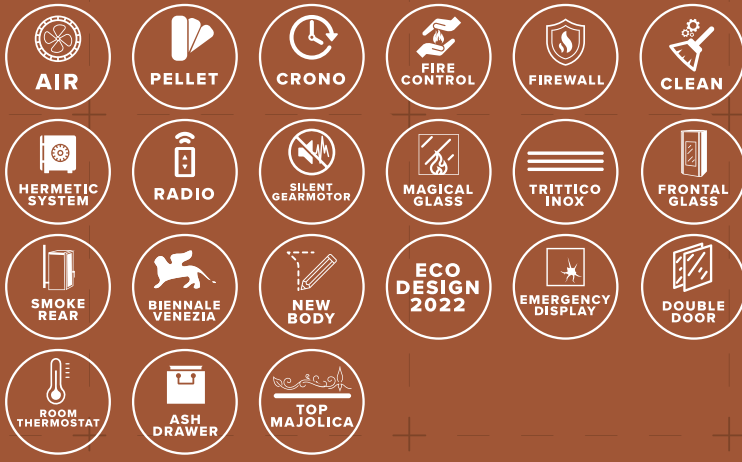 AIR
PELLET
CRONO
FIRE
CONTROL
FIREWALL
CLEAN
HERMETIC
SYSTEM
RADIO
SILENT
GEARMOTOR
MAGICAL
GLASS
TRITTICO
INOX
FRONTAL
GLASS
SMOKE
REAR
BIENNALE
VENEZIA
NEW
BODY
ECO
DESIGN
2022
EMERGENCY
DISPLAY
DOUBLE
DOOR
ROOM
THERMOSTAT
ASH
DRAWER
TOP
MAJOLICA